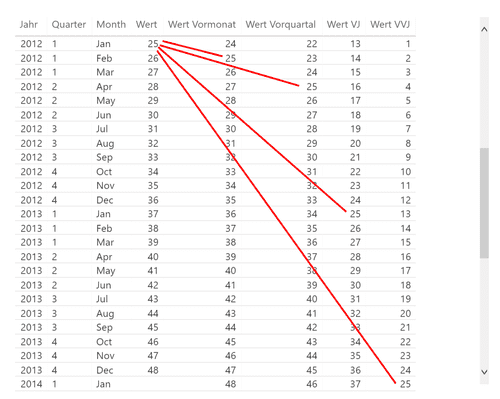 Jahr Quarter Month Wert Wert Vormonat Wert Vorquartal Wert VJ Wert VVJ
2012 1 Jan 25 24 22 13 1
2012 1 Feb 26 25 23 14 2
2012 1 Mar 27 26 24 15 3
2012 2 Apr 28 27 25 16 4
2012 2 May 29 28 26 17 5
2012 2 Jun 30 29 27 18 6
2012 3 Jul 31 30 28 19 7
2012 3 Aug 32 31 29 20 8
2012 3 Sep 33 32 30 21 9
2012 4 Oct 34 33 31 22 10
2012 4 Nov 35 34 32 23 11
2012 4 Dec 36 35 33 24 12
2013 1 Jan 37 36 34 25 13
2013 1 Feb 38 37 35 26 14
2013 1 Mar 39 38 36 27 15
2013 2 Apr 40 39 37 28 16
2013 2 May 41 40 38 29 17
2013 2 Jun 42 41 39 30 18
2013 3 Jul 43 42 40 31 19
2013 3 Aug 44 43 41 32 20
2013 3 Sep 45 44 42 33 21
2013 4 Oct 46 45 43 34 22
2013 4 Nov 47 46 44 35 23
2013 4 Dec 48 47 45 36 24
2014 1 Jan 48 46 37 25